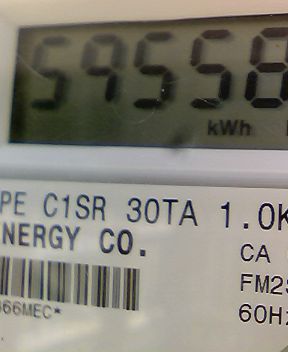 59558
kWh
PE C1SR 30TA 1.0K
NERGY CO.
CA
FM2S
60Hz
66MEC*